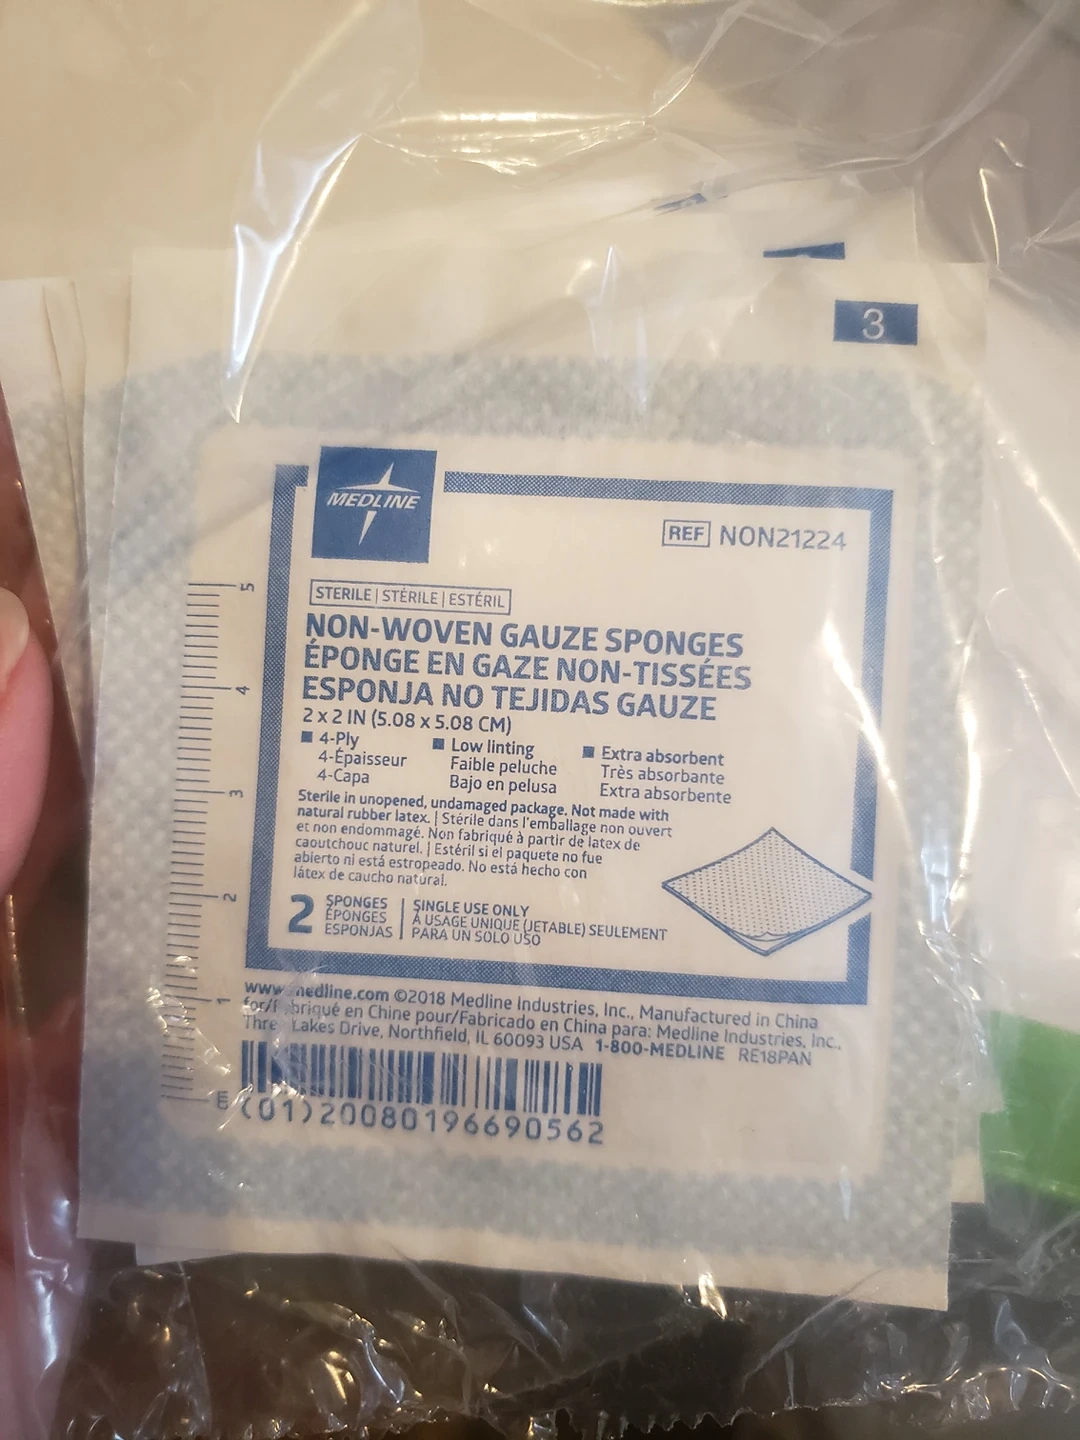 3
MEDLINE
REF NON21224
STERILE | STÉRILE | ESTÉRIL
NON-WOVEN GAUZE SPONGES
ÉPONGE EN GAZE NON-TISSÉES
ESPONJA NO TEJIDAS GAUZE
2 x 2 IN (5.08 x 5.08 CM)
4-Ply
4-Épaisseur
4-Capa
Low linting
Faible peluche
Bajo en pelusa
Extra absorbent
Très absorbante
Extra absorbente
Sterile in unopened, undamaged package. Not made with
natural rubber latex. | Stérile dans l'emballage non ouvert
et non endommagé. Non fabriqué à partir de latex de
caoutchouc naturel. | Estéril si el paquete no fue
abierto ni está estropeado. No está hecho con
látex de caucho natural.
2 SPONGES
ÉPONGES
ESPONJAS
SINGLE USE ONLY
À USAGE UNIQUE (JETABLE) SEULEMENT
PARA UN SOLO USO
5
4
3
2
1
www.medline.com ©2018 Medline Industries, Inc., Manufactured in China
for/Fabriqué en Chine pour/Fabricado en China para: Medline Industries, Inc.,
Three Lakes Drive, Northfield, IL 60093 USA 1-800-MEDLINE RE18PAN
(01)20080196690562